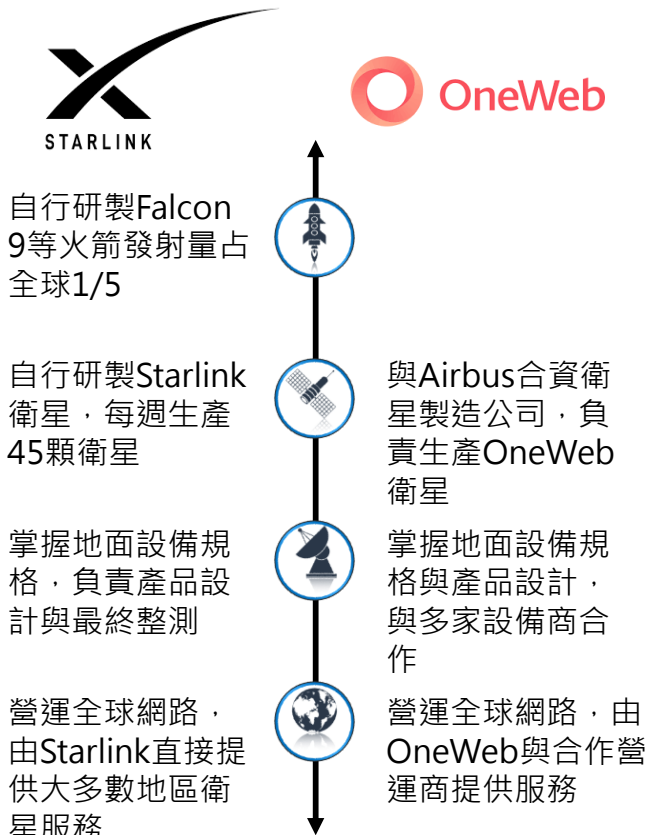 STARLINK
OneWeb
自行研製Falcon
9等火箭發射量占
全球1/5
自行研製Starlink
衛星，每週生產
45顆衛星
與Airbus合資衛
星製造公司，負
責生產OneWeb
衛星
掌握地面設備規
格，負責產品設
計與最終整測
掌握地面設備規
格與產品設計，
與多家設備商合
作
營運全球網路，
由Starlink直接提
供大多數地區衛
星服務
營運全球網路，由
OneWeb與合作營
運商提供服務